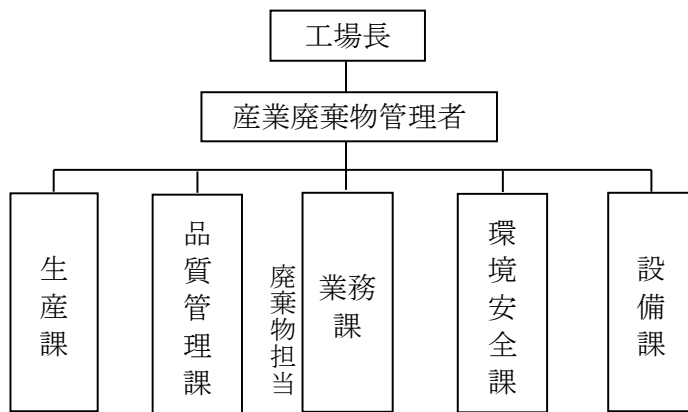 工場長
産業廃棄物管理者
生産課
品質管理課
廃棄物担当
業務
課
環境安全課
設備課